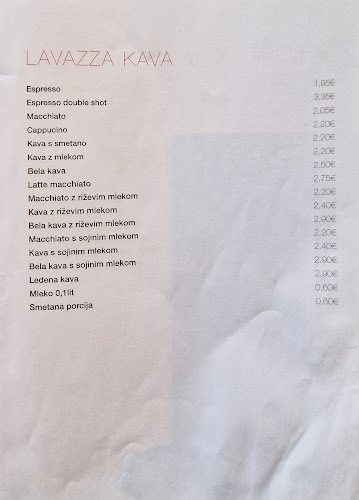 LAVAZZA KAVA
Espresso 1,95€
Espresso double shot 3,35€
Macchiato 2,05€
Cappucino 2,20€
Kava s smetano 2,20€
Kava z mlekom 2,20€
Bela kava 2,50€
Latte macchiato 2,75€
Macchiato z riževim mlekom 2,20€
Kava z riževim mlekom 2,40€
Bela kava z riževim mlekom 2,90€
Macchiato s sojinim mlekom 2,20€
Kava s sojinim mlekom 2,40€
Bela kava s sojinim mlekom 2,90€
Ledena kava 2,90€
Mleko 0,1lit 0,60€
Smetana porcija 0,60€